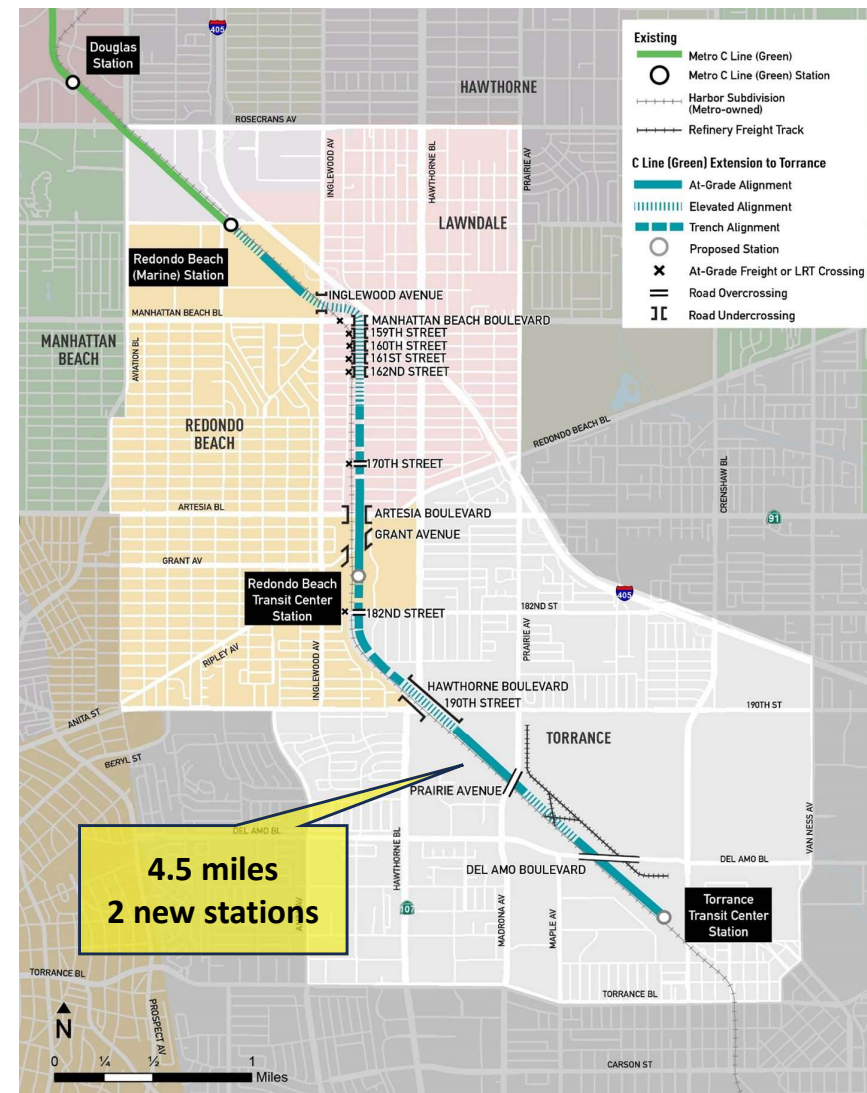 Existing
Metro C Line (Green)
Metro C Line (Green) Station
Harbor Subdivision
(Metro-owned)
Refinery Freight Track
C Line (Green) Extension to Torrance
At-Grade Alignment
Elevated Alignment
Trench Alignment
Proposed Station
At-Grade Freight or LRT Crossing
Road Overcrossing
Road Undercrossing
405
Douglas
Station
HAWTHORNE
ROSECRANS AV
INGLEWOOD AV
HAWTHORNE BL
PRAIRIE AV
LAWNDALE
Redondo Beach
(Marine) Station
INGLEWOOD AVENUE
MANHATTAN BEACH BL
MANHATTAN BEACH BOULEVARD
159TH STREET
160TH STREET
161ST STREET
162ND STREET
MANHATTAN
BEACH
AVIATION BL
REDONDO
BEACH
REDONDO BEACH BL
170TH STREET
CRENSHAW BL
ARTESIA BL
ARTESIA BOULEVARD
91
GRANT AVENUE
GRANT AV
Redondo Beach
Transit Center
Station
405
182ND STREET
182ND ST
PRAIRIE AV
RIPLEY AV
INGLEWOOD AV
HAWTHORNE BOULEVARD
190TH STREET
190TH ST
ANITA ST
TORRANCE
BERYL ST
PRAIRIE AVENUE
VAN NESS AV
DEL AMO BL
4.5 miles
2 new stations
HAWTHORNE BL
DEL AMO BOULEVARD
DEL AMO BL
107
MADRONA AV
MAPLE AV
Torrance
Transit Center
Station
TORRANCE BL
TORRANCE BL
PROSPECT AV
N
0 ¼ ½ 1
Miles
CARSON ST